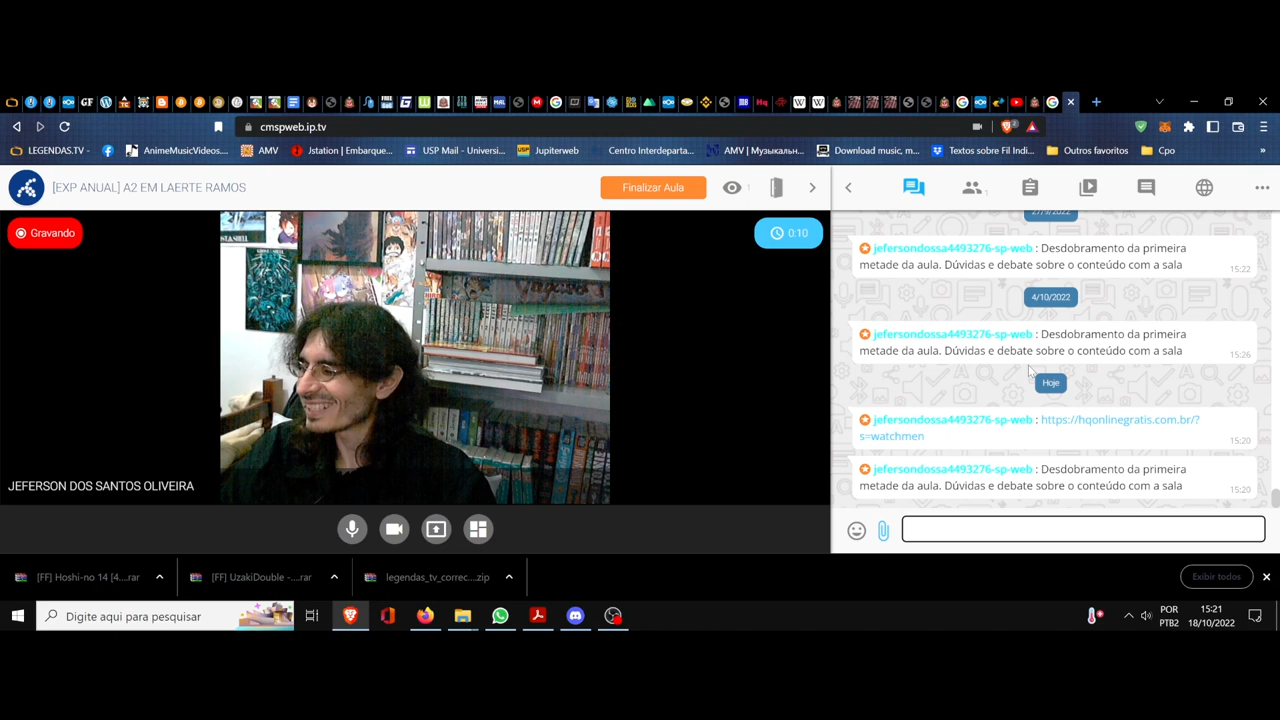 cmspweb.ip.tv
2
LEGENDAS.TV -
AnimeMusicVideos...
AMV
Jstation | Embarque...
USP Mail - Universi...
Jupiterweb
Centro Interdeparta...
AMV | Музыкальн...
Download music, m...
Textos sobre Fil Indi...
Outros favoritos
Cpo
»
[EXP ANUAL] A2 EM LAERTE RAMOS
Finalizar Aula
1
1
Gravando
0:10
JEFERSON DOS SANTOS OLIVEIRA
27/9/2022
jefersondossa4493276-sp-web : Desdobramento da primeira
metade da aula. Dúvidas e debate sobre o conteúdo com a sala
15:22
4/10/2022
jefersondossa4493276-sp-web : Desdobramento da primeira
metade da aula. Dúvidas e debate sobre o conteúdo com a sala
15:26
Hoje
jefersondossa4493276-sp-web : https://hqonlinegratis.com.br/?
s=watchmen
15:20
jefersondossa4493276-sp-web : Desdobramento da primeira
metade da aula. Dúvidas e debate sobre o conteúdo com a sala
15:20
[FF] Hoshi-no 14 [4....rar
[FF] UzakiDouble -....rar
legendas_tv_correc....zip
Exibir todos
Digite aqui para pesquisar
POR
PTB2
15:21
18/10/2022